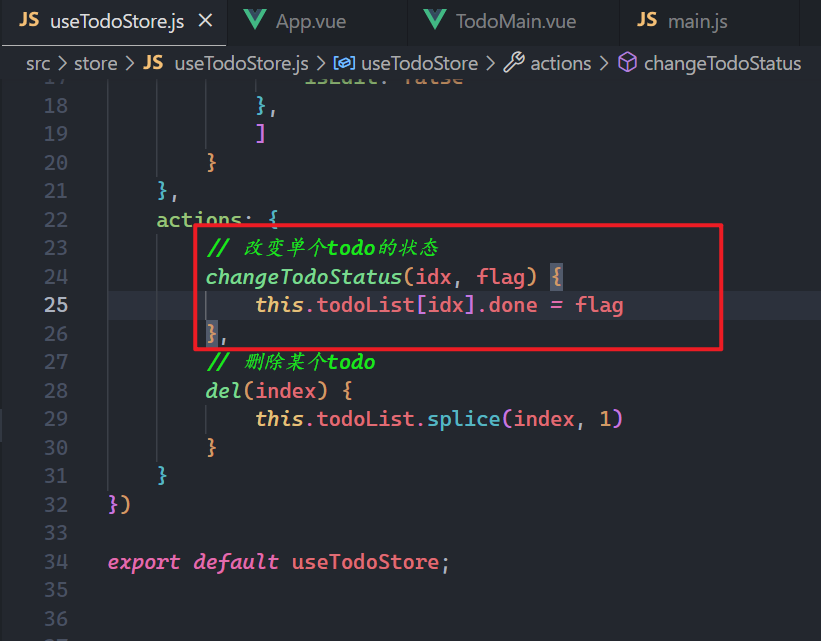 JS useTodoStore.js × App.vue TodoMain.vue JS main.js
src > store > JS useTodoStore.js > useTodoStore > actions > changeTodoStatus
17 isEdit: false
18 },
19 ]
20 }
21 },
22 actions: {
23 // 改变单个todo的状态
24 changeTodoStatus(idx, flag) {
25 this.todoList[idx].done = flag
26 },
27 // 删除某个todo
28 del(index) {
29 this.todoList.splice(index, 1)
30 }
31 }
32 })
33
34 export default useTodoStore;
35
36